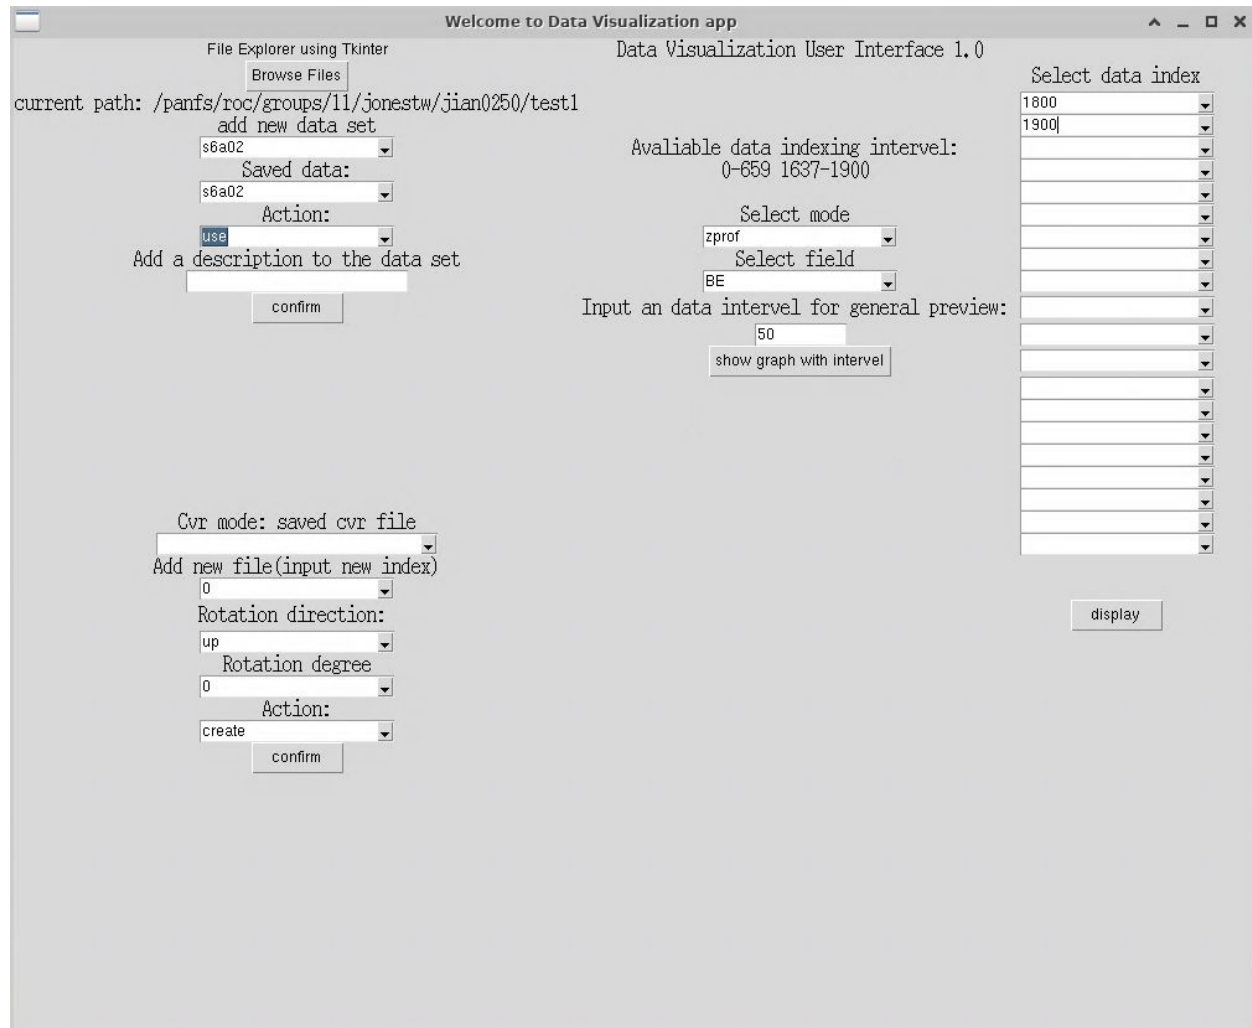 Welcome to Data Visualization app
File Explorer using Tkinter
Browse Files
current path: /panfs/roc/groups/11/jonestw/jian0250/test1
add new data set
s6a02
Saved data:
s6a02
Action:
use
Add a description to the data set
confirm
Cvr mode: saved cvr file
Add new file(input new index)
0
Rotation direction:
up
Rotation degree
0
Action:
create
confirm
Data Visualization User Interface 1.0
Avaliable data indexing intervel:
0-659 1637-1900
Select mode
zprof
Select field
BE
Input an data intervel for general preview:
50
show graph with intervel
Select data index
1800
1900
display